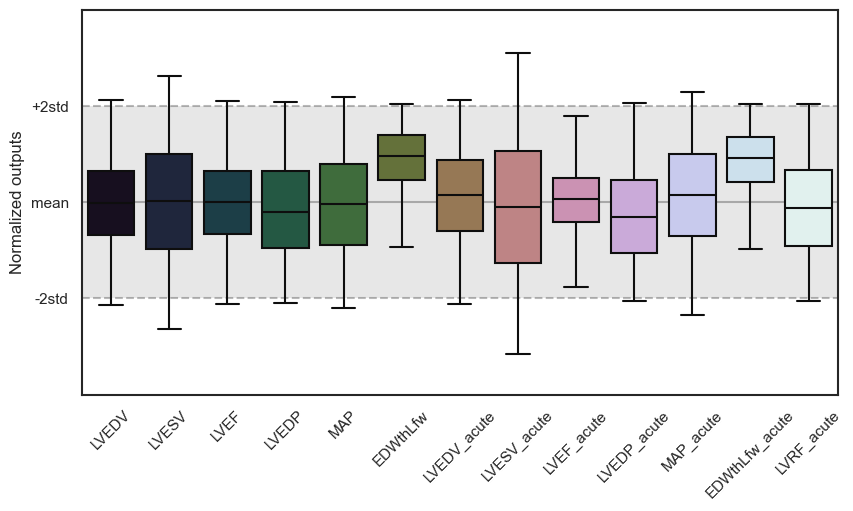 Normalized outputs
+2std
mean
-2std
LVEDV
LVESV
LVEF
LVEDP
MAP
EDWthLfw
LVEDV_acute
LVESV_acute
LVEF_acute
LVEDP_acute
MAP_acute
EDWthLfw_acute
LVRF_acute